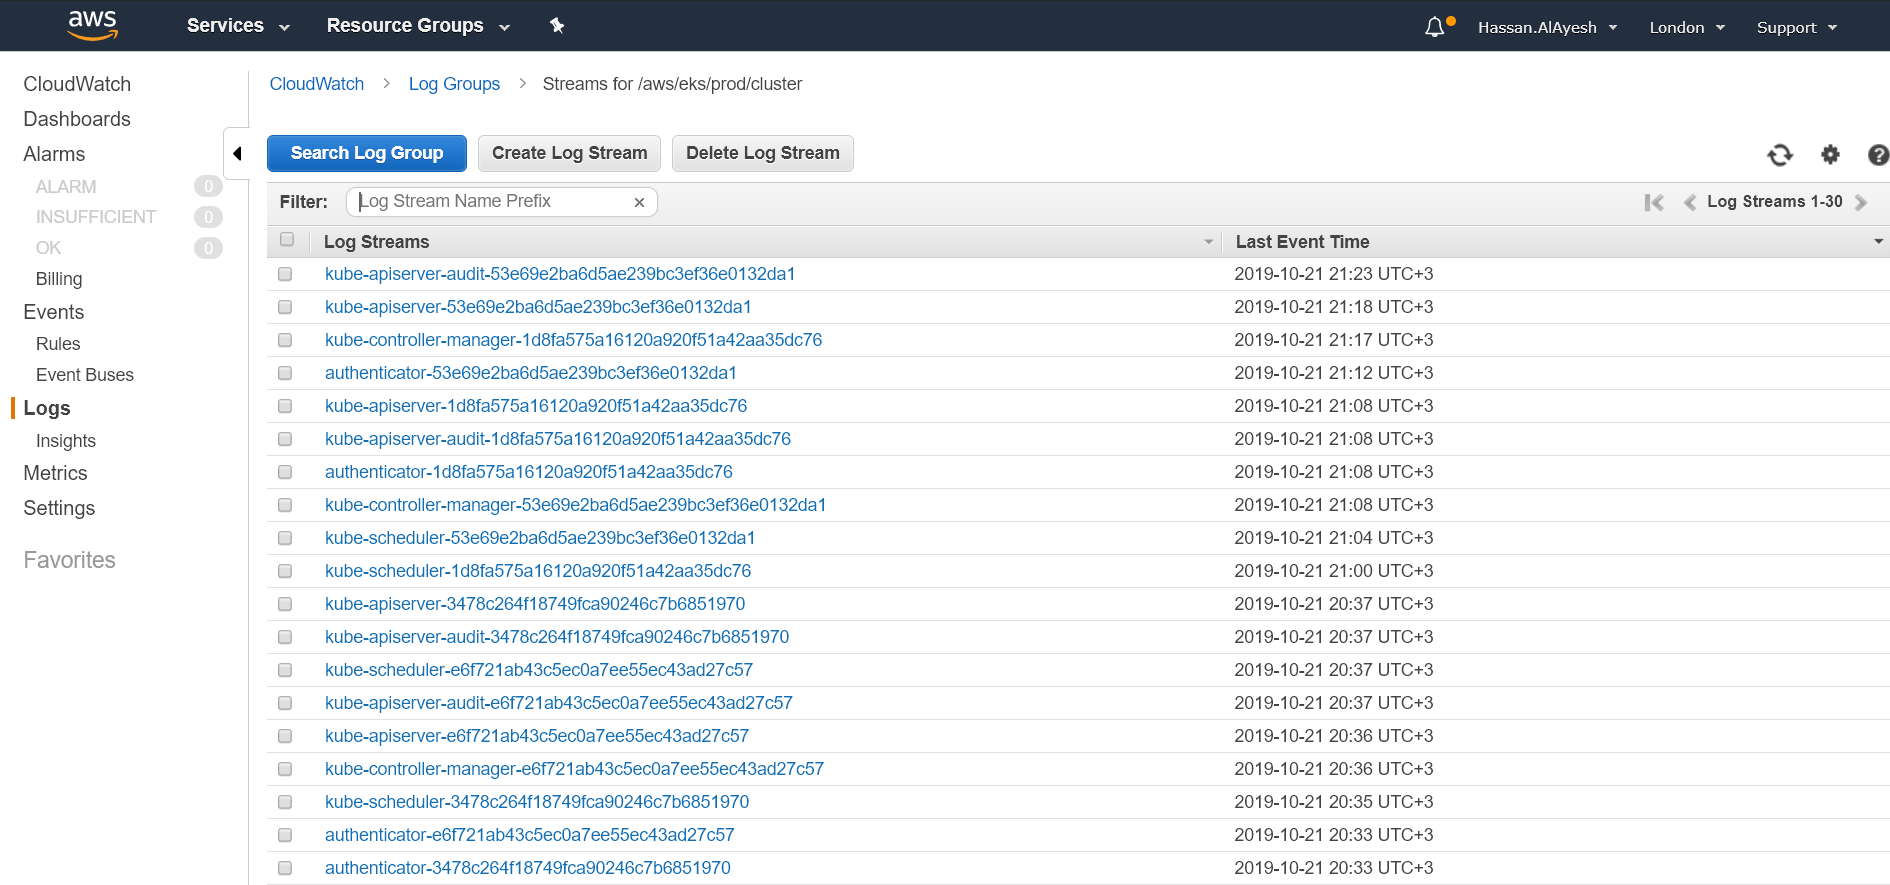 aws
Services
Resource Groups
Hassan.AlAyesh
London
Support
CloudWatch
Dashboards
Alarms
ALARM 0
INSUFFICIENT 0
OK 0
Billing
Events
Rules
Event Buses
Logs
Insights
Metrics
Settings
Favorites
CloudWatch > Log Groups > Streams for /aws/eks/prod/cluster
Search Log Group
Create Log Stream
Delete Log Stream
Filter: Log Stream Name Prefix ×
Log Streams 1-30
Log Streams Last Event Time
kube-apiserver-audit-53e69e2ba6d5ae239bc3ef36e0132da1 2019-10-21 21:23 UTC+3
kube-apiserver-53e69e2ba6d5ae239bc3ef36e0132da1 2019-10-21 21:18 UTC+3
kube-controller-manager-1d8fa575a16120a920f51a42aa35dc76 2019-10-21 21:17 UTC+3
authenticator-53e69e2ba6d5ae239bc3ef36e0132da1 2019-10-21 21:12 UTC+3
kube-apiserver-1d8fa575a16120a920f51a42aa35dc76 2019-10-21 21:08 UTC+3
kube-apiserver-audit-1d8fa575a16120a920f51a42aa35dc76 2019-10-21 21:08 UTC+3
authenticator-1d8fa575a16120a920f51a42aa35dc76 2019-10-21 21:08 UTC+3
kube-controller-manager-53e69e2ba6d5ae239bc3ef36e0132da1 2019-10-21 21:08 UTC+3
kube-scheduler-53e69e2ba6d5ae239bc3ef36e0132da1 2019-10-21 21:04 UTC+3
kube-scheduler-1d8fa575a16120a920f51a42aa35dc76 2019-10-21 21:00 UTC+3
kube-apiserver-3478c264f18749fca90246c7b6851970 2019-10-21 20:37 UTC+3
kube-apiserver-audit-3478c264f18749fca90246c7b6851970 2019-10-21 20:37 UTC+3
kube-scheduler-e6f721ab43c5ec0a7ee55ec43ad27c57 2019-10-21 20:37 UTC+3
kube-apiserver-audit-e6f721ab43c5ec0a7ee55ec43ad27c57 2019-10-21 20:37 UTC+3
kube-apiserver-e6f721ab43c5ec0a7ee55ec43ad27c57 2019-10-21 20:36 UTC+3
kube-controller-manager-e6f721ab43c5ec0a7ee55ec43ad27c57 2019-10-21 20:36 UTC+3
kube-scheduler-3478c264f18749fca90246c7b6851970 2019-10-21 20:35 UTC+3
authenticator-e6f721ab43c5ec0a7ee55ec43ad27c57 2019-10-21 20:33 UTC+3
authenticator-3478c264f18749fca90246c7b6851970 2019-10-21 20:33 UTC+3